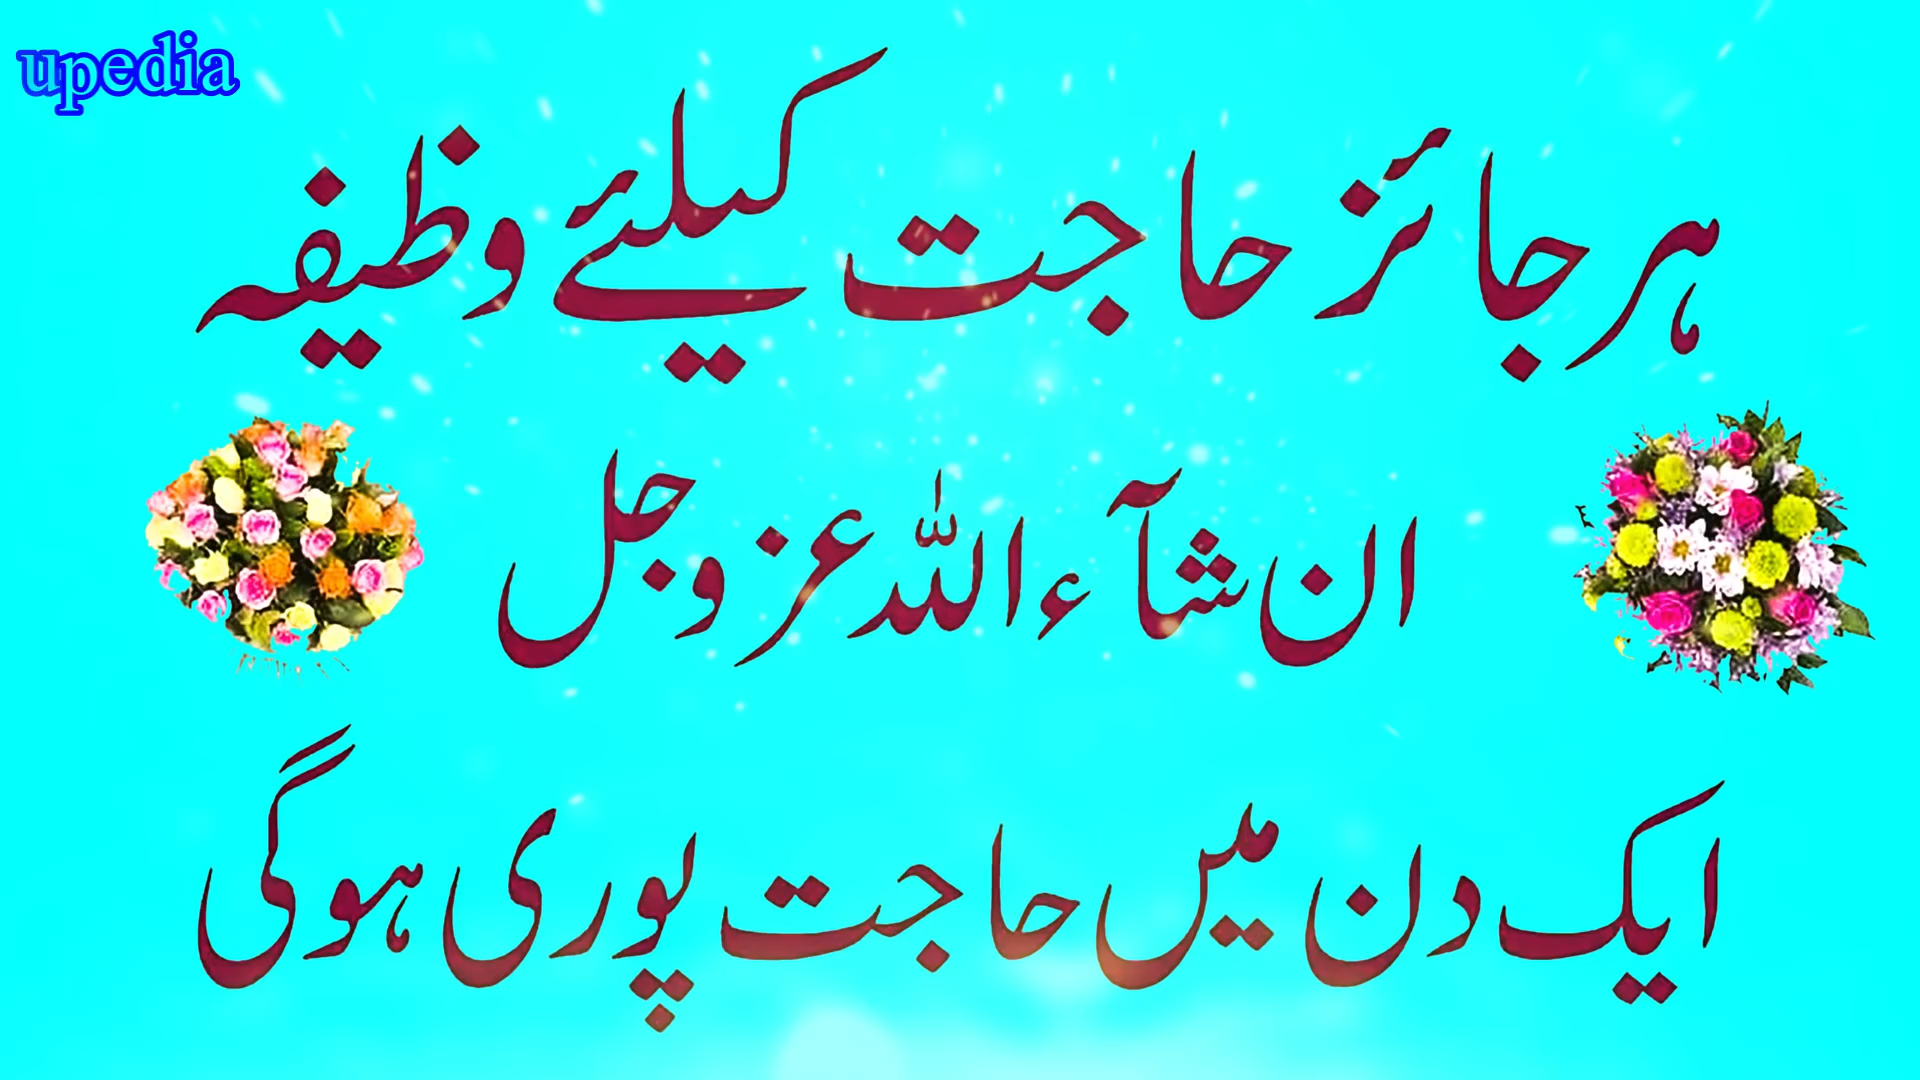 upedia
ہر جائز حاجت کیلئے وظیفہ
ان شآء اللہ عزوجل
ایک دن میں حاجت پوری ہوگی